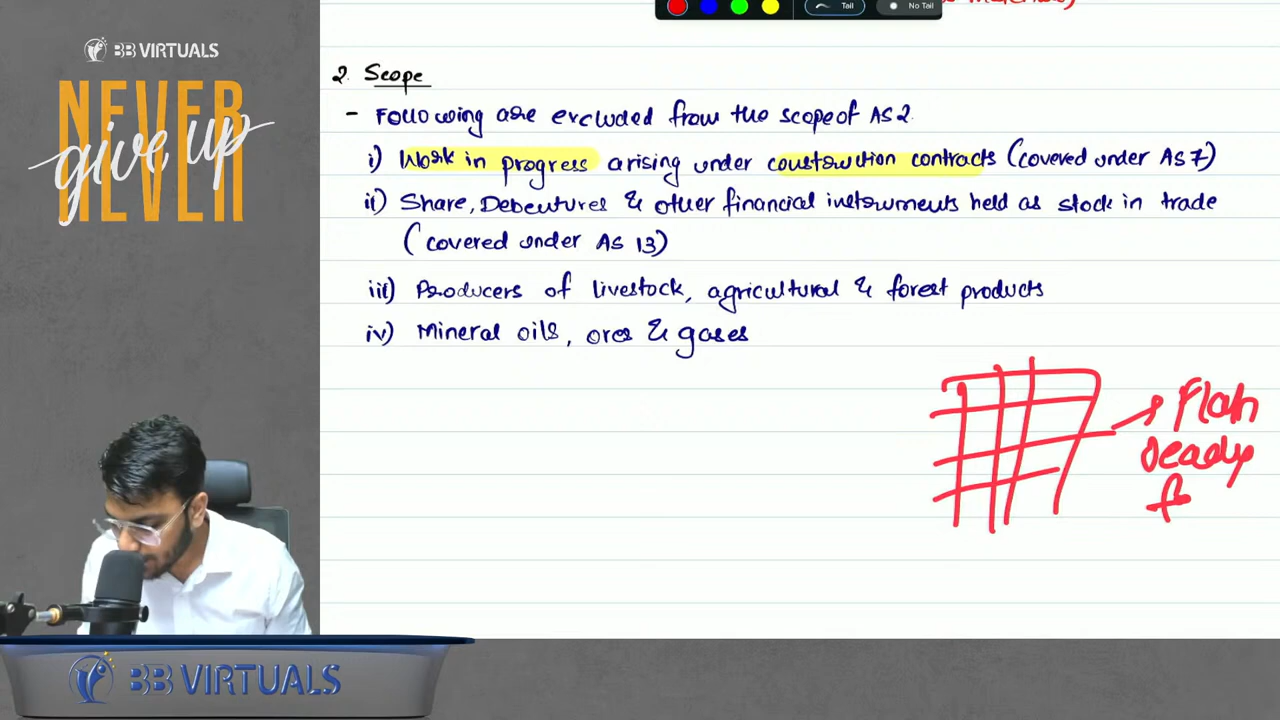 BB VIRTUALS
NEVER
give up
NEVER
Tail
No Tail
2. Scope
- Following are excluded from the scope of AS 2.
i) Work in progress arising under construction contracts (covered under AS 7)
ii) Share, Debentures & other financial instruments held as stock in trade
(covered under AS 13)
iii) Producers of livestock, agricultural & forest products
iv) Mineral oils, ores & gases
Flat
ready
f
BB VIRTUALS